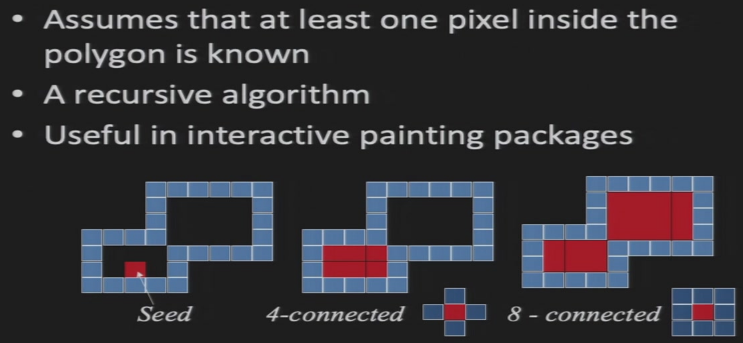 • Assumes that at least one pixel inside the
polygon is known
• A recursive algorithm
• Useful in interactive painting packages
Seed
4-connected
8 - connected